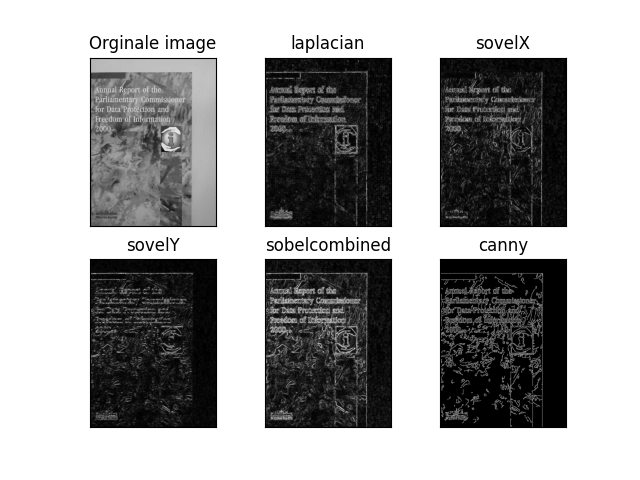 Orginale image
laplacian
sovelX
Annual Report of the
Parliamentary Commissioner
for Data Protection and
Freedom of Information
2000
Annual Report of the
Parliamentary Commissioner
for Data Protection and
Freedom of Information
2000
Annual Report of the
Parliamentary Commissioner
for Data Protection and
Freedom of Information
2000
sovelY
sobelcombined
canny
Annual Report of the
Parliamentary Commissioner
for Data Protection and
Freedom of Information
2000
Annual Report of the
Parliamentary Commissioner
for Data Protection and
Freedom of Information
2000
Annual Report of the
Parliamentary Commissioner
for Data Protection and
Freedom of Information
2000